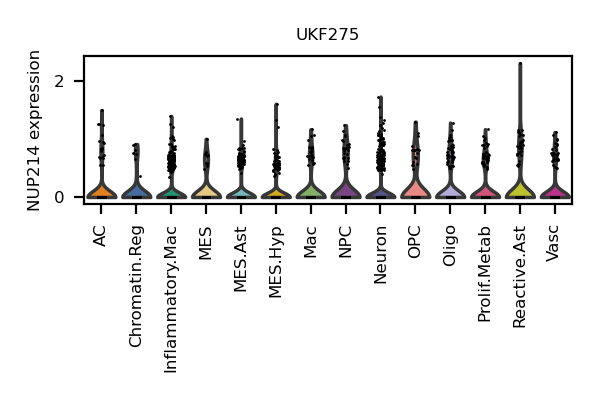 UKF275
NUP214 expression
2
0
AC
Chromatin.Reg
Inflammatory.Mac
MES
MES.Ast
MES.Hyp
Mac
NPC
Neuron
OPC
Oligo
Prolif.Metab
Reactive.Ast
Vasc